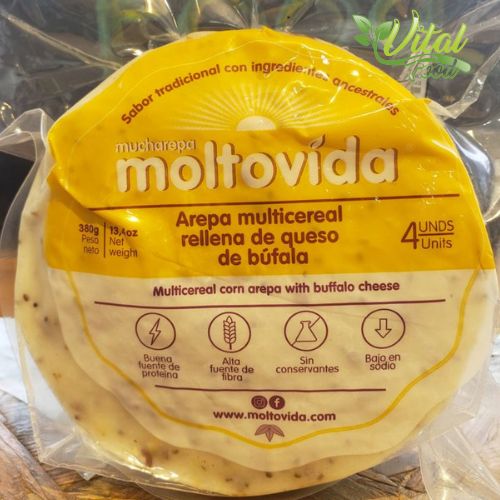 Vital
Food
Sabor tradicional con ingredientes ancestrales
mucharepa
moltovida
Arepa multicereal
rellena de queso
de búfala
380g
Peso
neto
13,4oz
Net
weight
4 UNDS
Units
Multicereal corn arepa with buffalo cheese
Buena
fuente de
proteína
Alta
fuente de
fibra
Sin
conservantes
Bajo en
sodio
www.moltovida.com